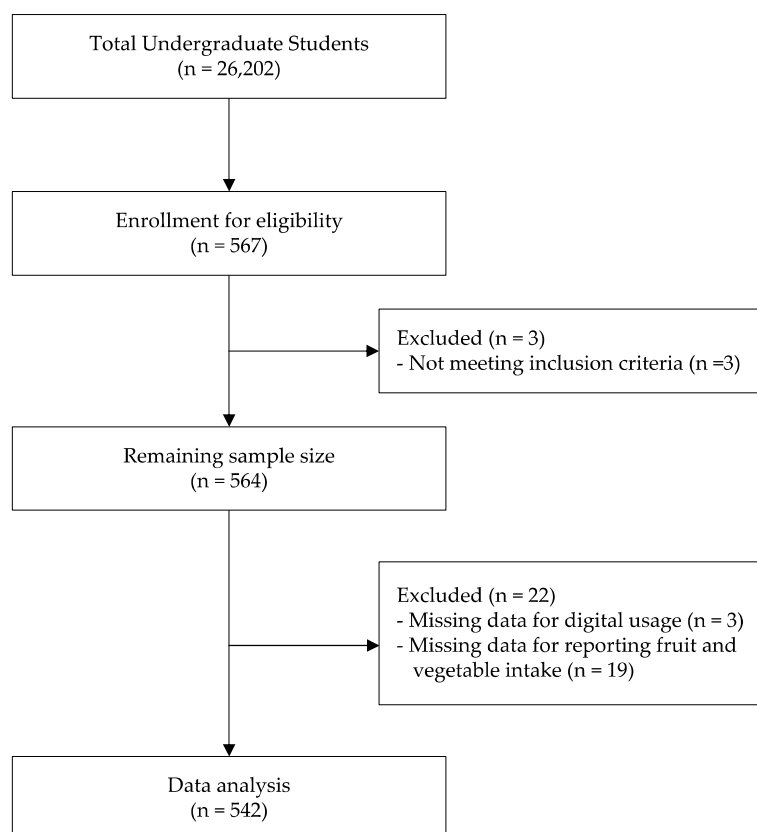 Total Undergraduate Students
(n = 26,202)
Enrollment for eligibility
(n = 567)
Excluded (n = 3)
- Not meeting inclusion criteria (n =3)
Remaining sample size
(n = 564)
Excluded (n = 22)
- Missing data for digital usage (n = 3)
- Missing data for reporting fruit and
vegetable intake (n = 19)
Data analysis
(n = 542)